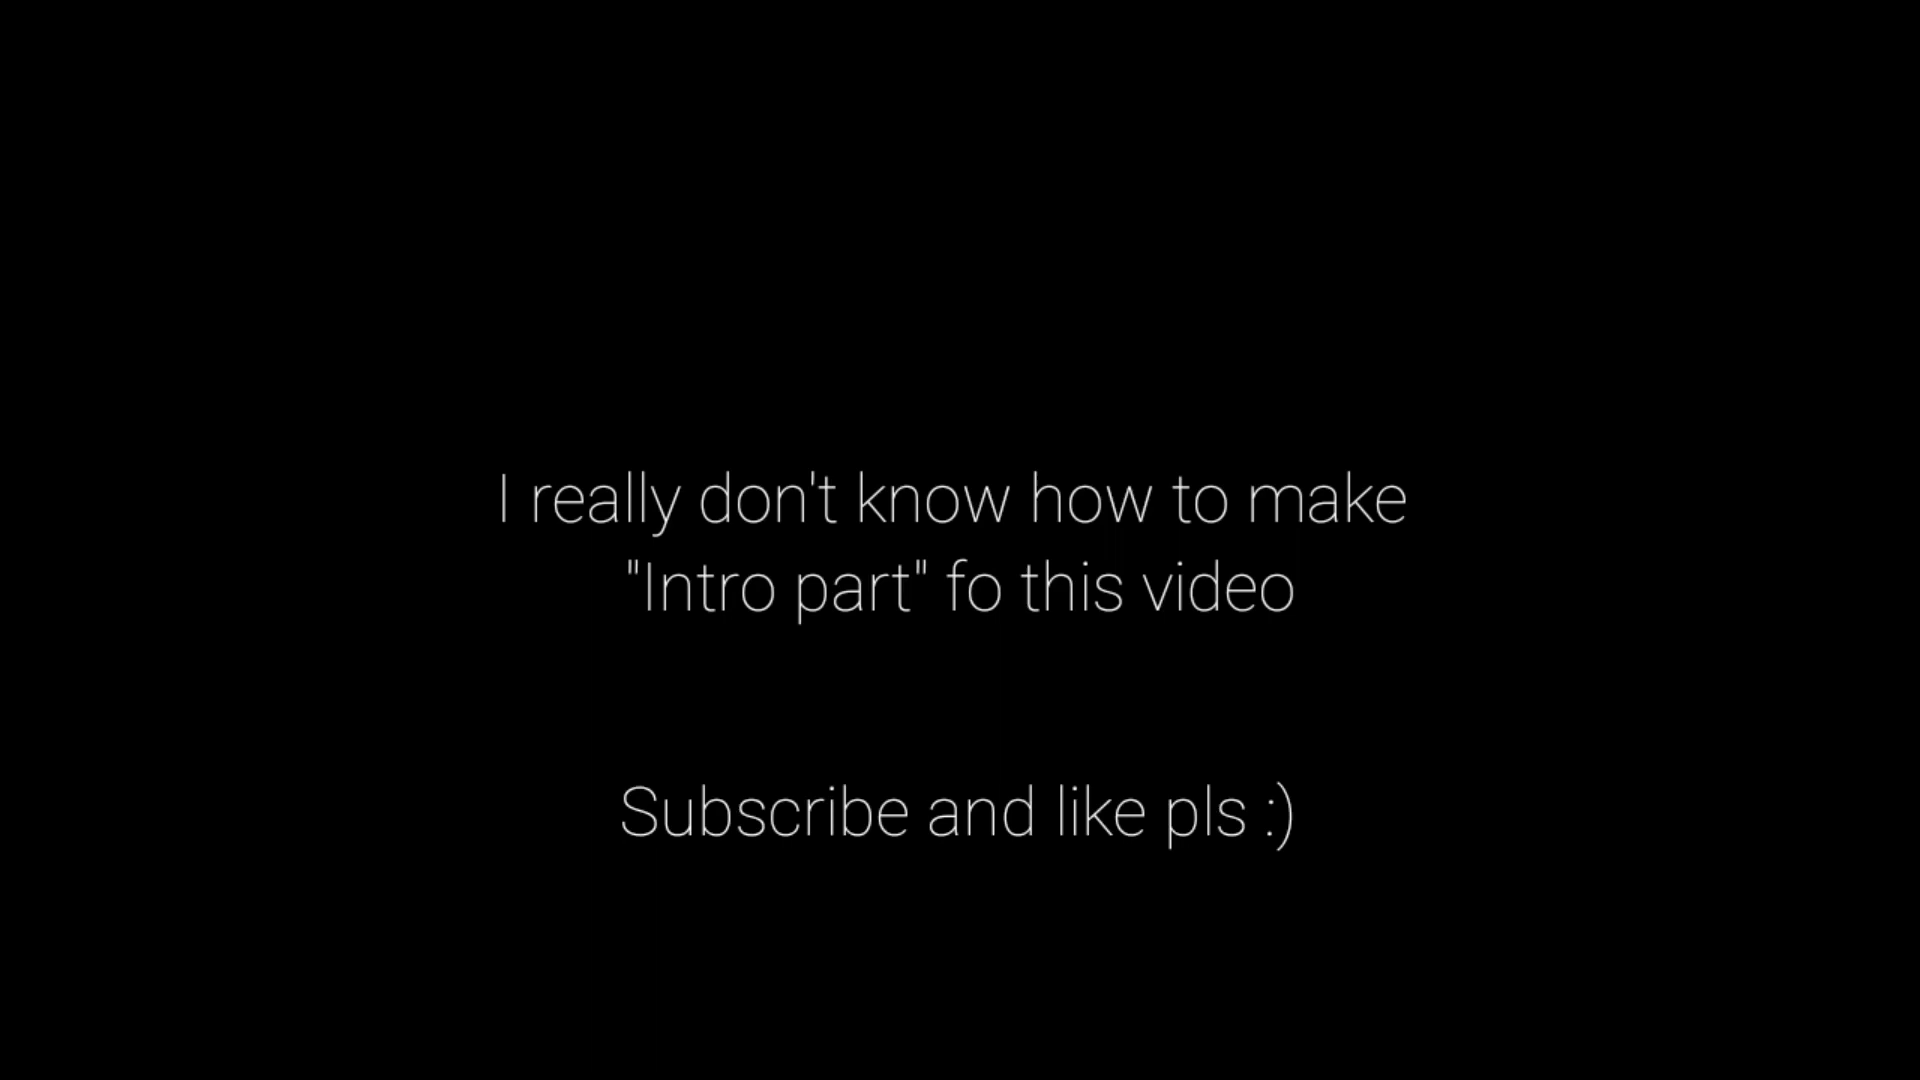 I really don't know how to make
"Intro part" fo this video
Subscribe and like pls :)